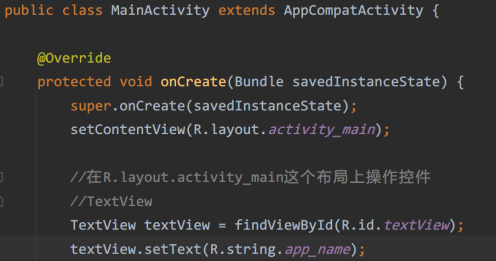 public class MainActivity extends AppCompatActivity {
@Override
protected void onCreate(Bundle savedInstanceState) {
super.onCreate(savedInstanceState);
setContentView(R.layout.activity_main);
//在R.layout.activity_main这个布局上操作控件
//TextView
TextView textView = findViewById(R.id.textView);
textView.setText(R.string.app_name);